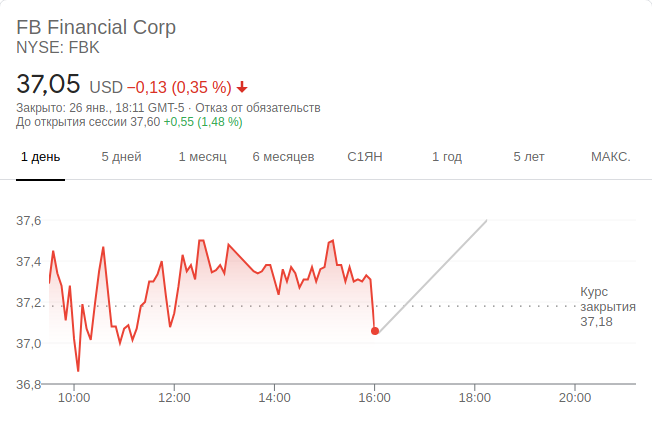 FB Financial Corp
NYSE: FBK
37,05 USD −0,13 (0,35 %)
Закрыто: 26 янв., 18:11 GMT-5 · Отказ от обязательств
До открытия сессии 37,60 +0,55 (1,48 %)
1 день 5 дней 1 месяц 6 месяцев С1ЯН 1 год 5 лет МАКС.
37,6
37,4
37,2
37,0
36,8
Курс
закрытия
37,18
10:00 12:00 14:00 16:00 18:00 20:00